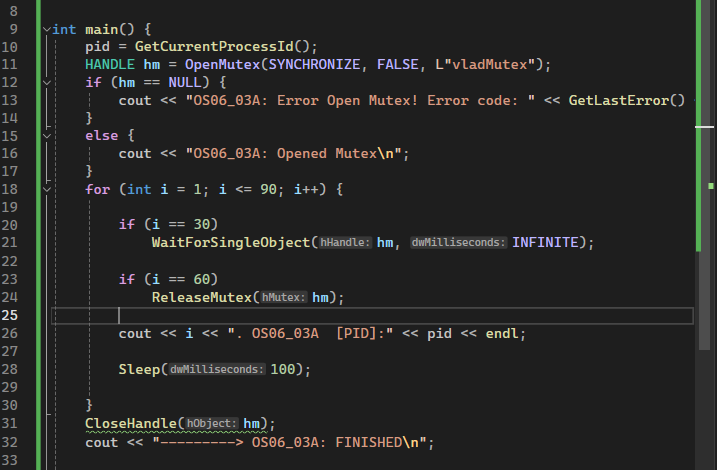 8
9 int main() {
10 pid = GetCurrentProcessId();
11 HANDLE hm = OpenMutex(SYNCHRONIZE, FALSE, L"vladMutex");
12 if (hm == NULL) {
13 cout << "OS06_03A: Error Open Mutex! Error code: " << GetLastError()
14 }
15 else {
16 cout << "OS06_03A: Opened Mutex\n";
17 }
18 for (int i = 1; i <= 90; i++) {
19
20 if (i == 30)
21 WaitForSingleObject(hHandle: hm, dwMilliseconds: INFINITE);
22
23 if (i == 60)
24 ReleaseMutex(hMutex: hm);
25
26 cout << i << ". OS06_03A  [PID]:" << pid << endl;
27
28 Sleep(dwMilliseconds: 100);
29
30 }
31 CloseHandle(hObject: hm);
32 cout << "---------> OS06_03A: FINISHED\n";
33